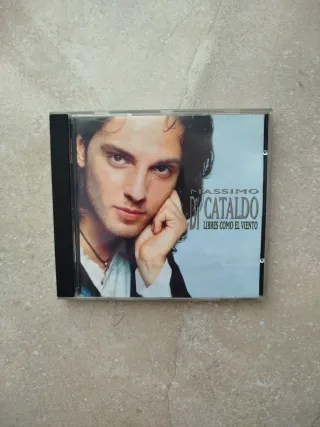 MASSIMO
DI CATALDO
LIBRES COMO EL VIENTO